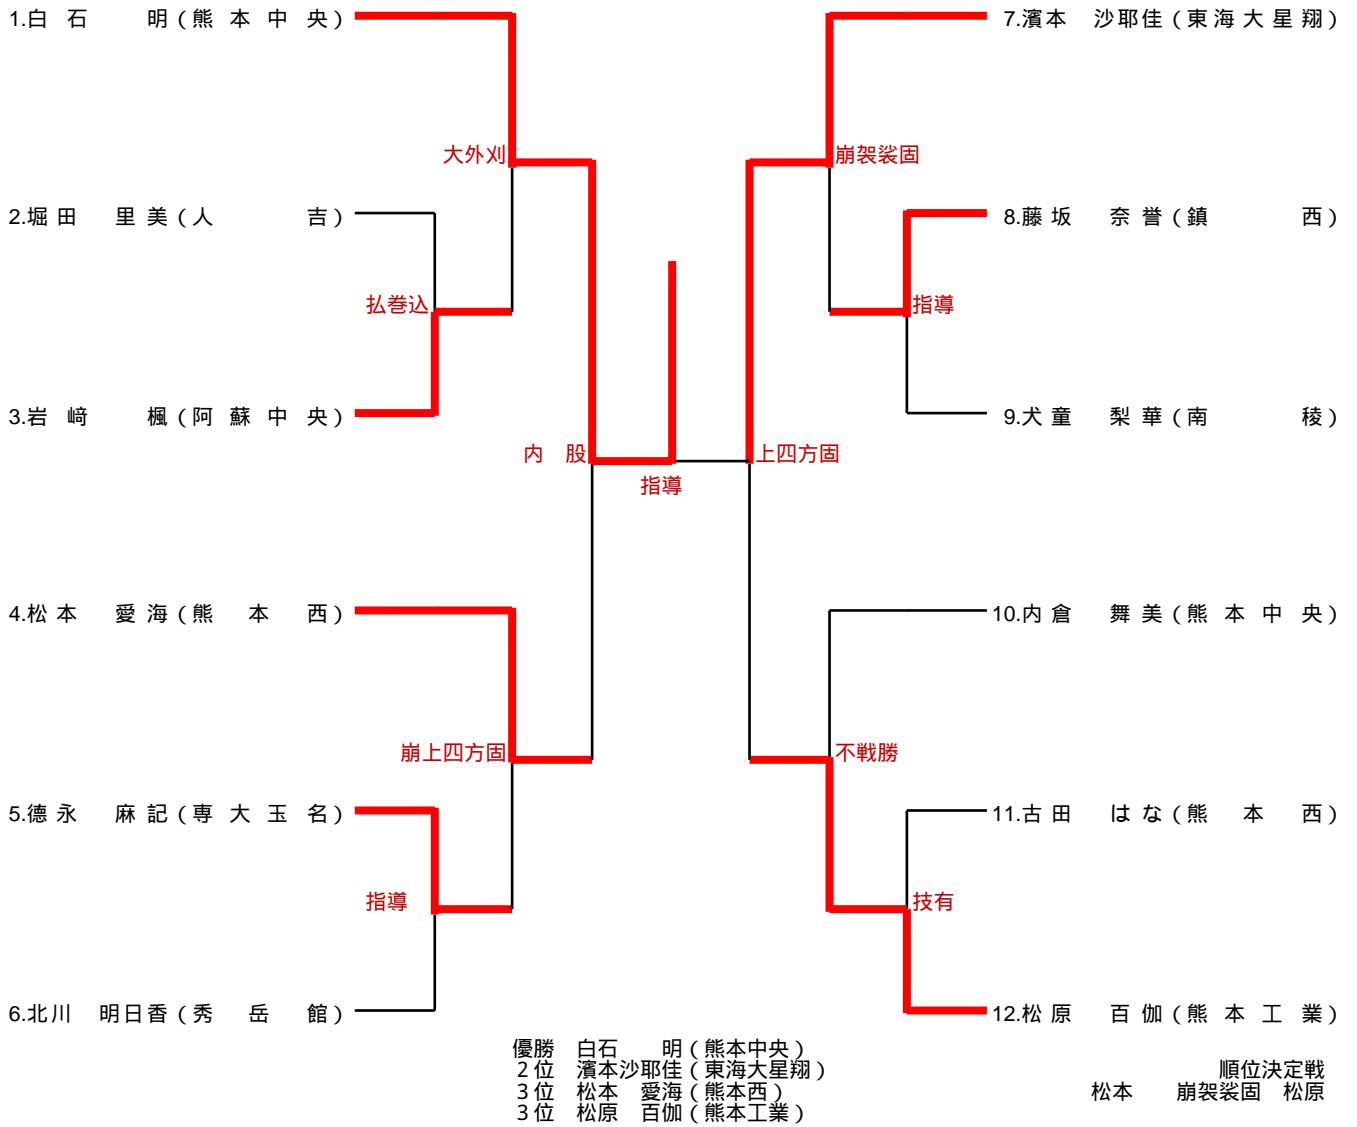 1.白石 明(熊本中央)
7.濱本 沙耶佳(東海大星翔)
大外刈
崩袈裟固
2.堀田 里美(人 吉)
8.藤坂 奈誉(鎮 西)
払巻込
指導
3.岩﨑 楓(阿蘇中央)
9.犬童 梨華(南 稜)
内 股
上四方固
指導
4.松本 愛海(熊本西)
10.内倉 舞美(熊本中央)
崩上四方固
不戦勝
5.德永 麻記(専大玉名)
11.古田 はな(熊本西)
指導
技有
6.北川 明日香(秀岳館)
12.松原 百伽(熊本工業)
優勝 白石 明(熊本中央)
2位 濱本沙耶佳(東海大星翔)
3位 松本 愛海(熊本西)
3位 松原 百伽(熊本工業)
順位決定戦
松本 崩袈裟固 松原